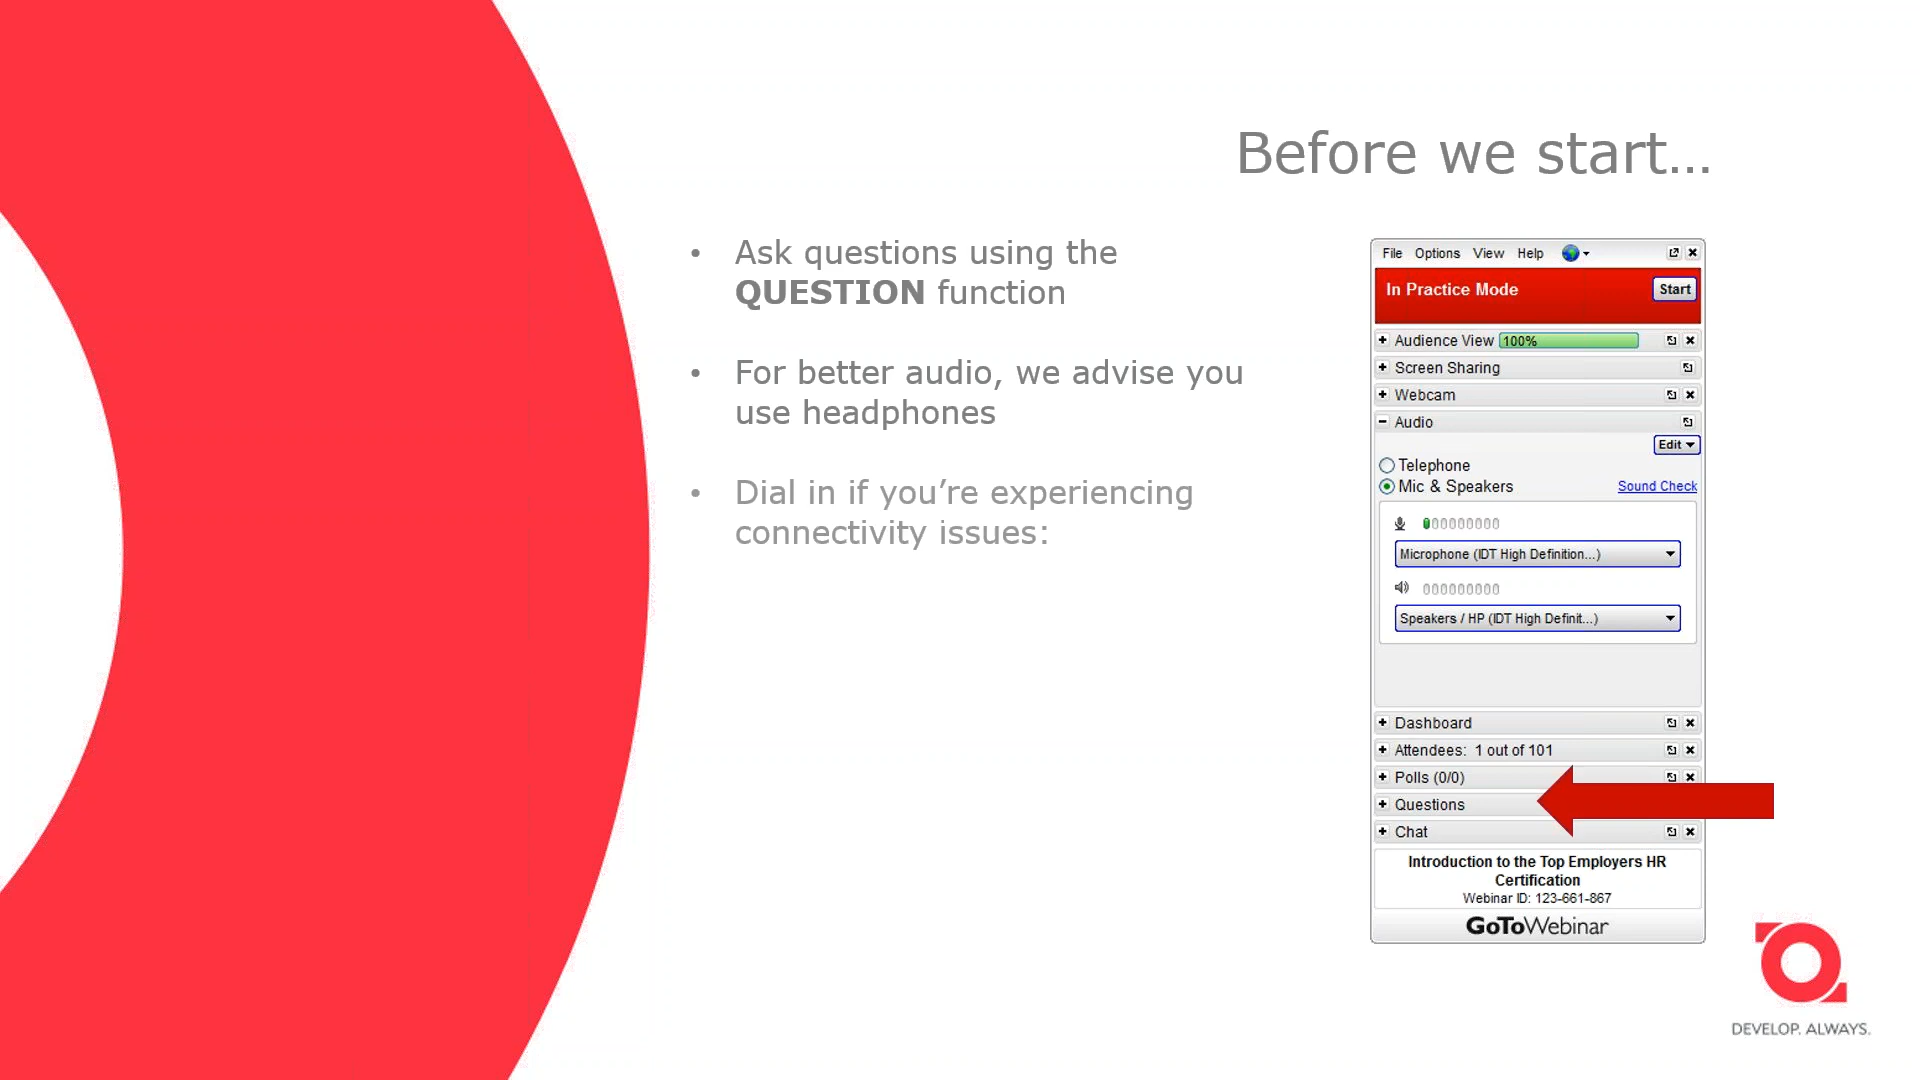 Before we start…
• Ask questions using the
QUESTION function
• For better audio, we advise you
use headphones
• Dial in if you’re experiencing
connectivity issues:
File Options View Help
In Practice Mode
Start
Audience View 100%
Screen Sharing
Webcam
Audio
Edit
Telephone
Mic & Speakers Sound Check
Microphone (IDT High Definition...)
Speakers / HP (IDT High Definit...)
Dashboard
Attendees: 1 out of 101
Polls (0/0)
Questions
Chat
Introduction to the Top Employers HR
Certification
Webinar ID: 123-661-867
GoToWebinar
DEVELOP. ALWAYS.